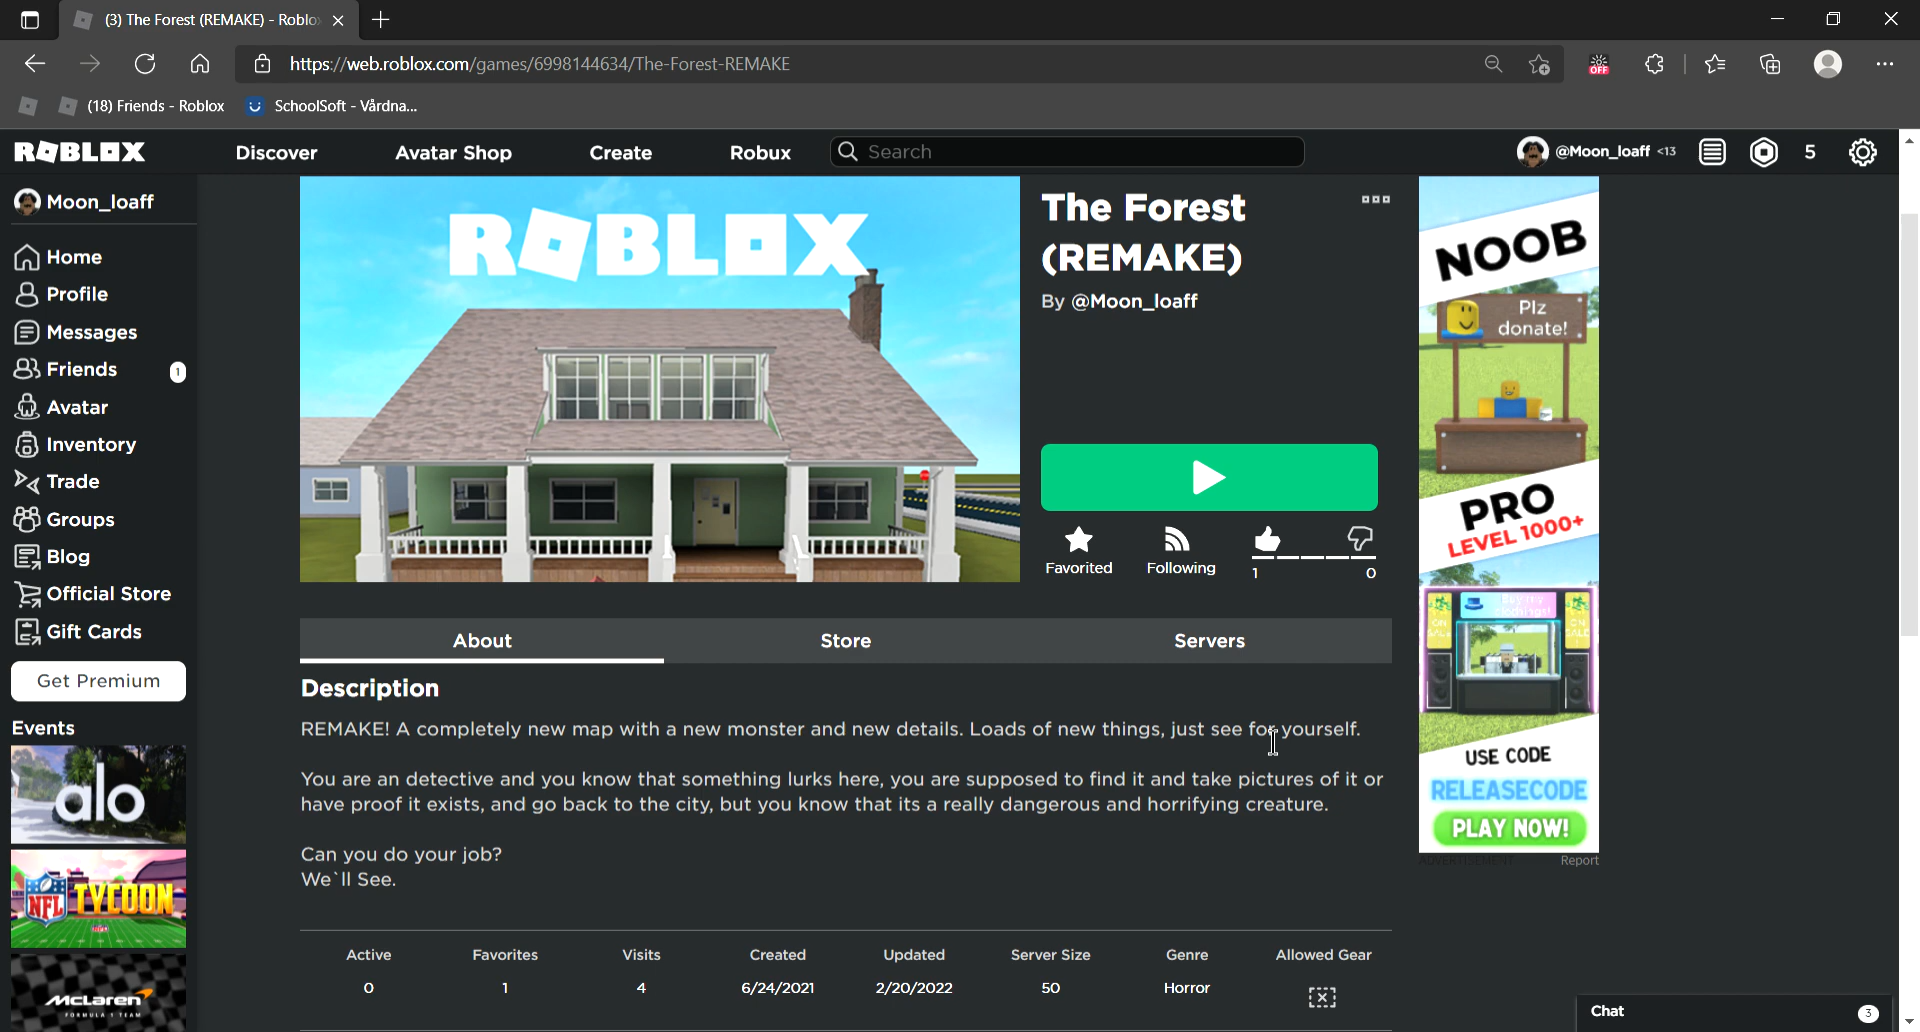 (3) The Forest (REMAKE) - Roblo
https://web.roblox.com/games/6998144634/The-Forest-REMAKE
OFF
(18) Friends - Roblox
SchoolSoft - Vårdna...
ROBLOX
Discover
Avatar Shop
Create
Robux
Search
@Moon_loaff <13
5
Moon_loaff
Home
Profile
Messages
Friends
1
Avatar
Inventory
Trade
Groups
Blog
Official Store
Gift Cards
Get Premium
Events
alo
NFL TYCOON
McLaren
FORMULA 1 TEAM
ROBLOX
The Forest
(REMAKE)
By @Moon_loaff
Favorited
Following
1
0
About
Store
Servers
Description
REMAKE! A completely new map with a new monster and new details. Loads of new things, just see for yourself.
You are an detective and you know that something lurks here, you are supposed to find it and take pictures of it or
have proof it exists, and go back to the city, but you know that its a really dangerous and horrifying creature.
Can you do your job?
We`ll See.
Active
Favorites
Visits
Created
Updated
Server Size
Genre
Allowed Gear
0
1
4
6/24/2021
2/20/2022
50
Horror
NOOB
Plz
donate!
PRO
LEVEL 1000+
Buy my
clothings!
USE CODE
RELEASECODE
PLAY NOW!
ADVERTISEMENT
Report
Chat
3